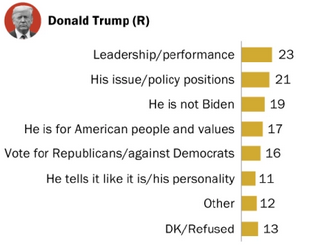 Donald Trump (R)
Leadership/performance 23
His issue/policy positions 21
He is not Biden 19
He is for American people and values 17
Vote for Republicans/against Democrats 16
He tells it like it is/his personality 11
Other 12
DK/Refused 13